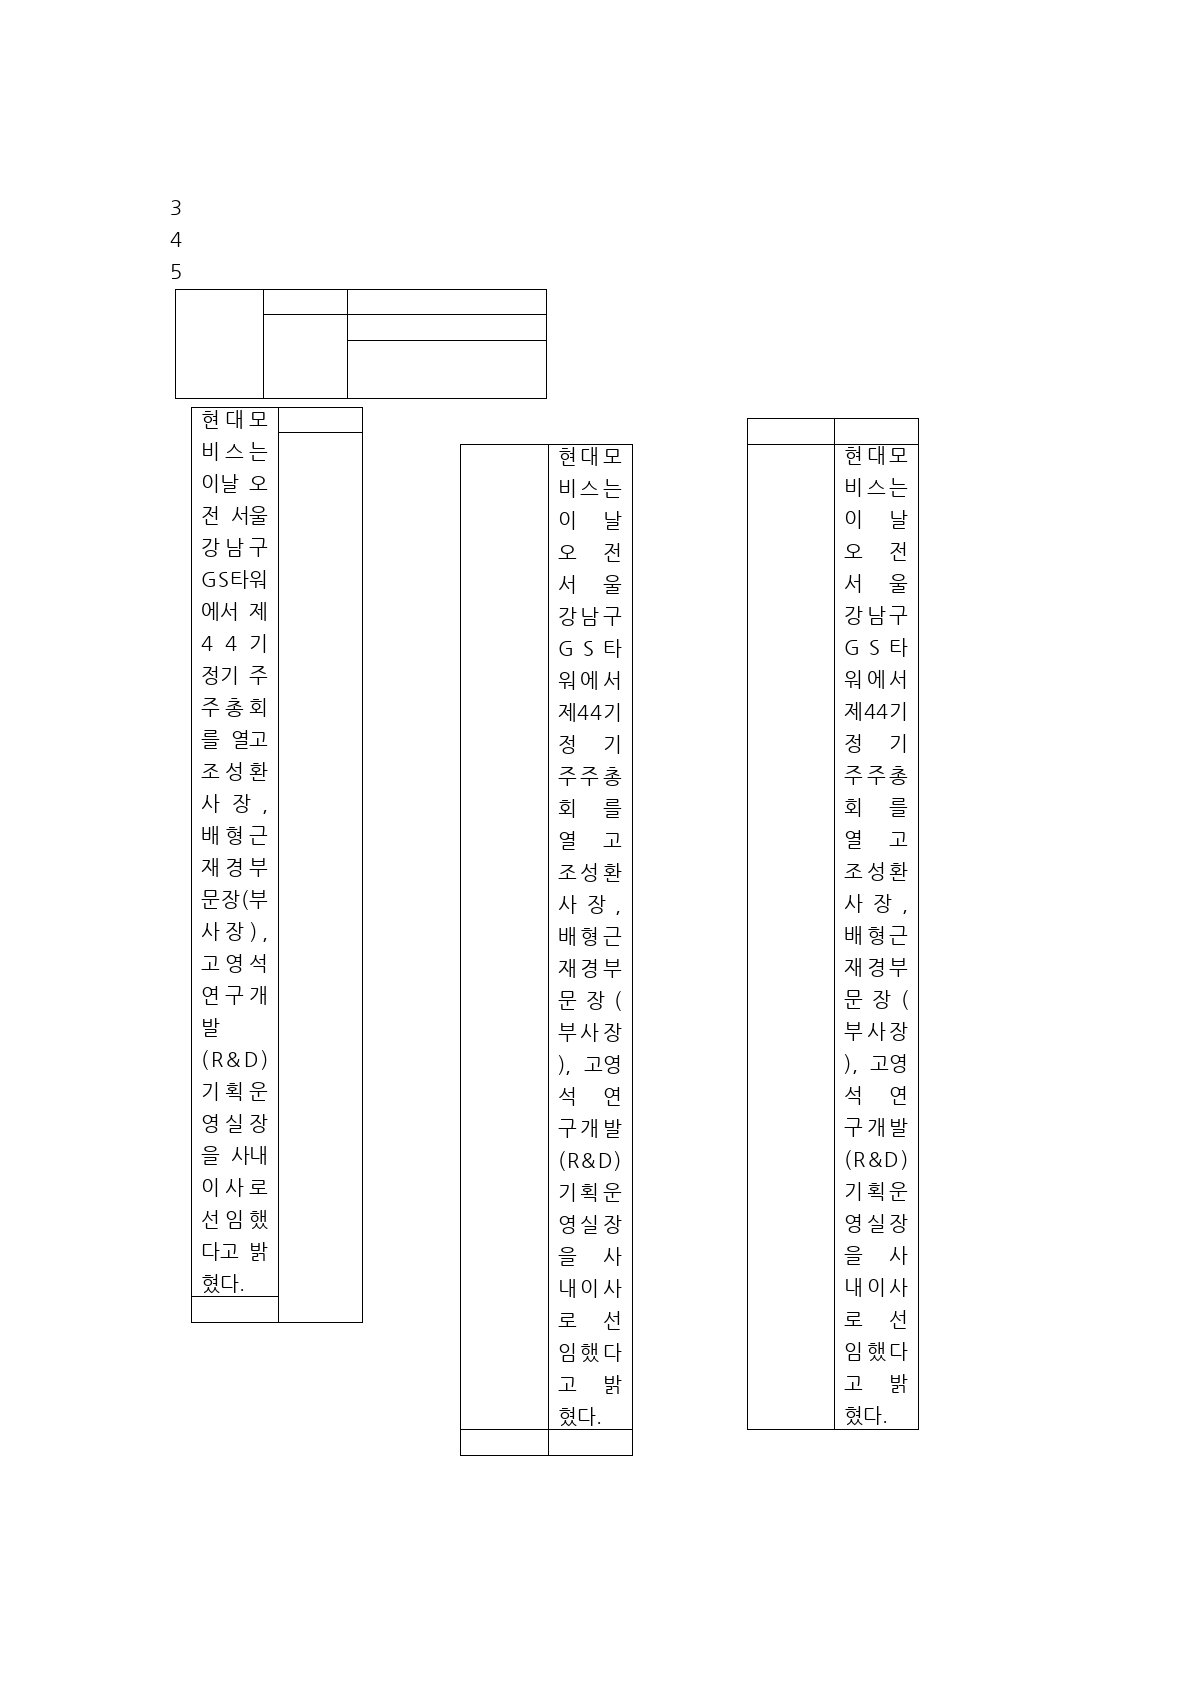 3
4
5
현대모
비스는
이날 오
전 서울
강남구
GS타워
에서 제
44기
정기 주
주총회
를 열고
조성환
사장,
배형근
재경부
문장(부
사장),
고영석
연구개
발
(R&D)
기획운
영실장
을 사내
이사로
선임했
다고 밝
혔다.
현대모
비스는
이 날
오 전
서 울
강남구
GS타
워에서
제44기
정 기
주주총
회 를
열 고
조성환
사장,
배형근
재경부
문장(
부사장
), 고영
석 연
구개발
(R&D)
기획운
영실장
을 사
내이사
로 선
임했다
고 밝
혔다.
현대모
비스는
이 날
오 전
서 울
강남구
GS타
워에서
제44기
정 기
주주총
회 를
열 고
조성환
사장,
배형근
재경부
문장(
부사장
), 고영
석 연
구개발
(R&D)
기획운
영실장
을 사
내이사
로 선
임했다
고 밝
혔다.